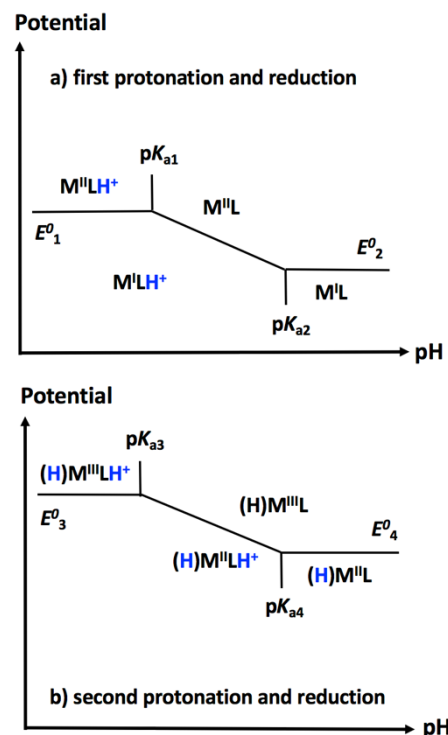 Potential
a) first protonation and reduction
pKa1
MᴵᴵLH⁺
MᴵᴵL
E⁰₁
E⁰₂
MᴵLH⁺
MᴵL
pKa2
pH
Potential
pKa3
(H)MᴵᴵᴵLH⁺
(H)MᴵᴵᴵL
E⁰₃
E⁰₄
(H)MᴵᴵLH⁺
(H)MᴵᴵL
pKa4
b) second protonation and reduction
pH